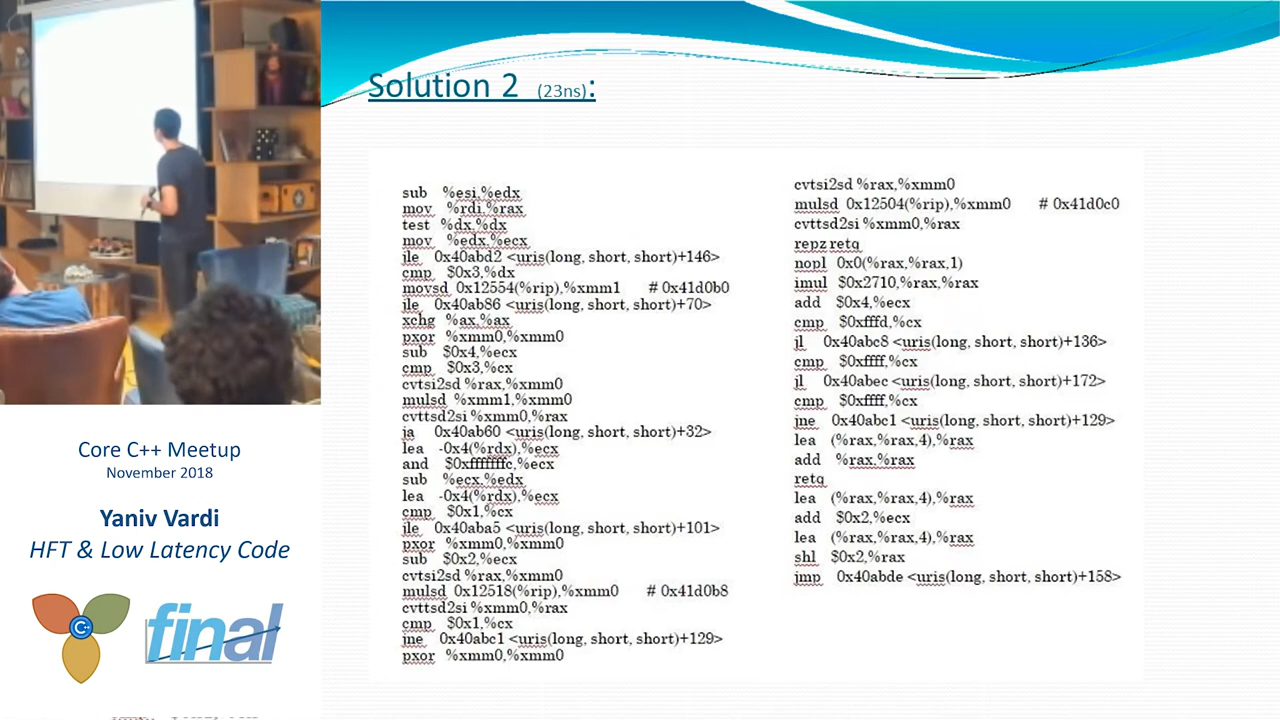 Solution 2 (23ns):
sub %esi,%edx
mov %rdi,%rax
test %dx,%dx
mov %edx,%ecx
jle 0x40abd2 <uris(long, short, short)+146>
cmp $0x3,%dx
movsd 0x12554(%rip),%xmm1 # 0x41d0b0
jle 0x40ab86 <uris(long, short, short)+70>
xchg %ax,%ax
pxor %xmm0,%xmm0
sub $0x4,%ecx
cmp $0x3,%cx
cvtsi2sd %rax,%xmm0
mulsd %xmm1,%xmm0
cvttsd2si %xmm0,%rax
ja 0x40ab60 <uris(long, short, short)+32>
lea -0x4(%rdx),%ecx
and $0xfffffffc,%ecx
sub %ecx,%edx
lea -0x4(%rdx),%ecx
cmp $0x1,%cx
jle 0x40aba5 <uris(long, short, short)+101>
pxor %xmm0,%xmm0
sub $0x2,%ecx
cvtsi2sd %rax,%xmm0
mulsd 0x12518(%rip),%xmm0 # 0x41d0b8
cvttsd2si %xmm0,%rax
cmp $0x1,%cx
jne 0x40abc1 <uris(long, short, short)+129>
pxor %xmm0,%xmm0
cvtsi2sd %rax,%xmm0
mulsd 0x12504(%rip),%xmm0 # 0x41d0c0
cvttsd2si %xmm0,%rax
repz retq
nopl 0x0(%rax,%rax,1)
imul $0x2710,%rax,%rax
add $0x4,%ecx
cmp $0xfffd,%cx
jl 0x40abc8 <uris(long, short, short)+136>
cmp $0xffff,%cx
jl 0x40abec <uris(long, short, short)+172>
cmp $0xffff,%cx
jne 0x40abc1 <uris(long, short, short)+129>
lea (%rax,%rax,4),%rax
add %rax,%rax
retq
lea (%rax,%rax,4),%rax
add $0x2,%ecx
lea (%rax,%rax,4),%rax
shl $0x2,%rax
jmp 0x40abde <uris(long, short, short)+158>
Core C++ Meetup
November 2018
Yaniv Vardi
HFT & Low Latency Code
C++
final